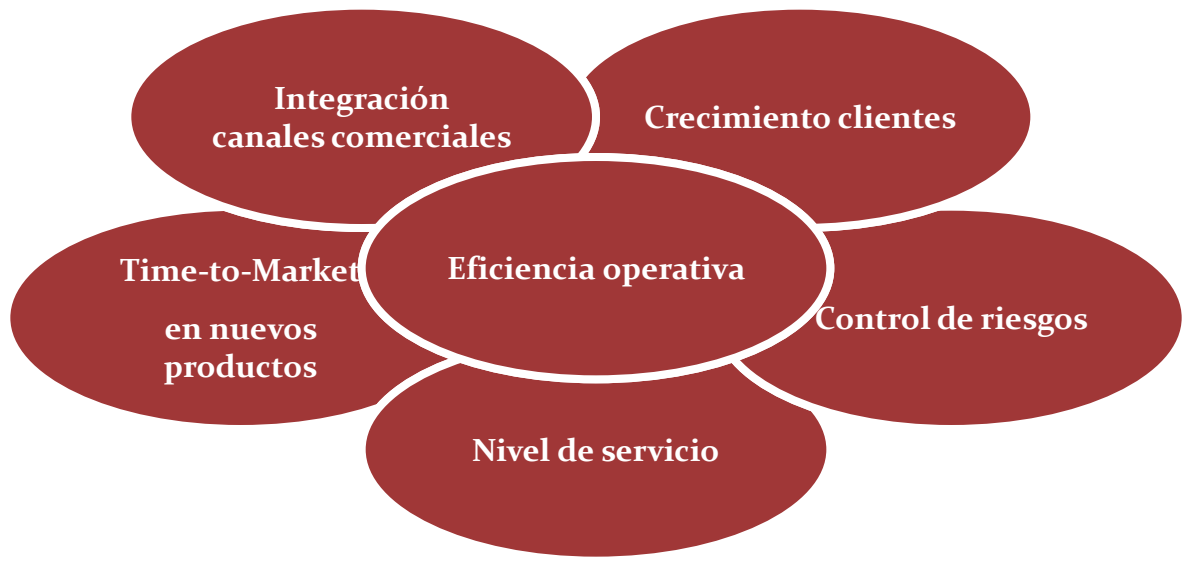 Integración
canales comerciales
Crecimiento clientes
Time-to-Market
en nuevos
productos
Eficiencia operativa
Control de riesgos
Nivel de servicio